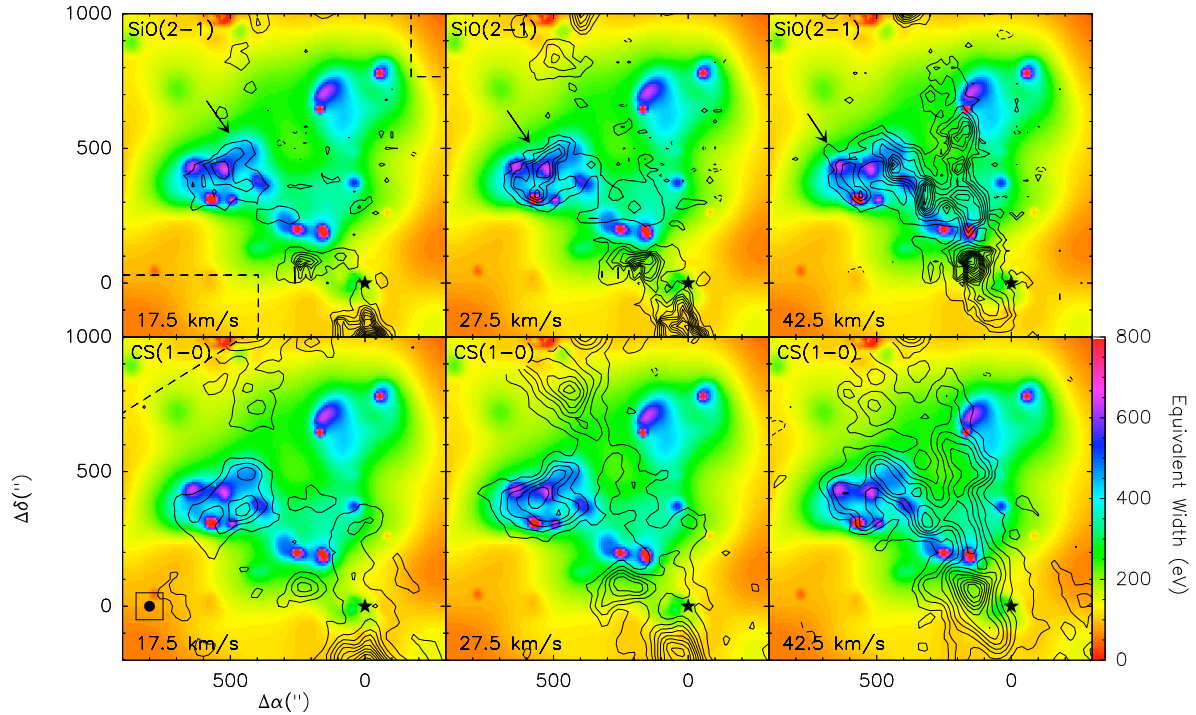 1000
SiO(2−1)
SiO(2−1)
SiO(2−1)
500
0
17.5 km/s
27.5 km/s
42.5 km/s
1000
CS(1−0)
CS(1−0)
CS(1−0)
800
600
400
200
0
Equivalent Width (eV)
500
0
Δδ('')
17.5 km/s
27.5 km/s
42.5 km/s
500
0
500
0
500
0
Δα('')